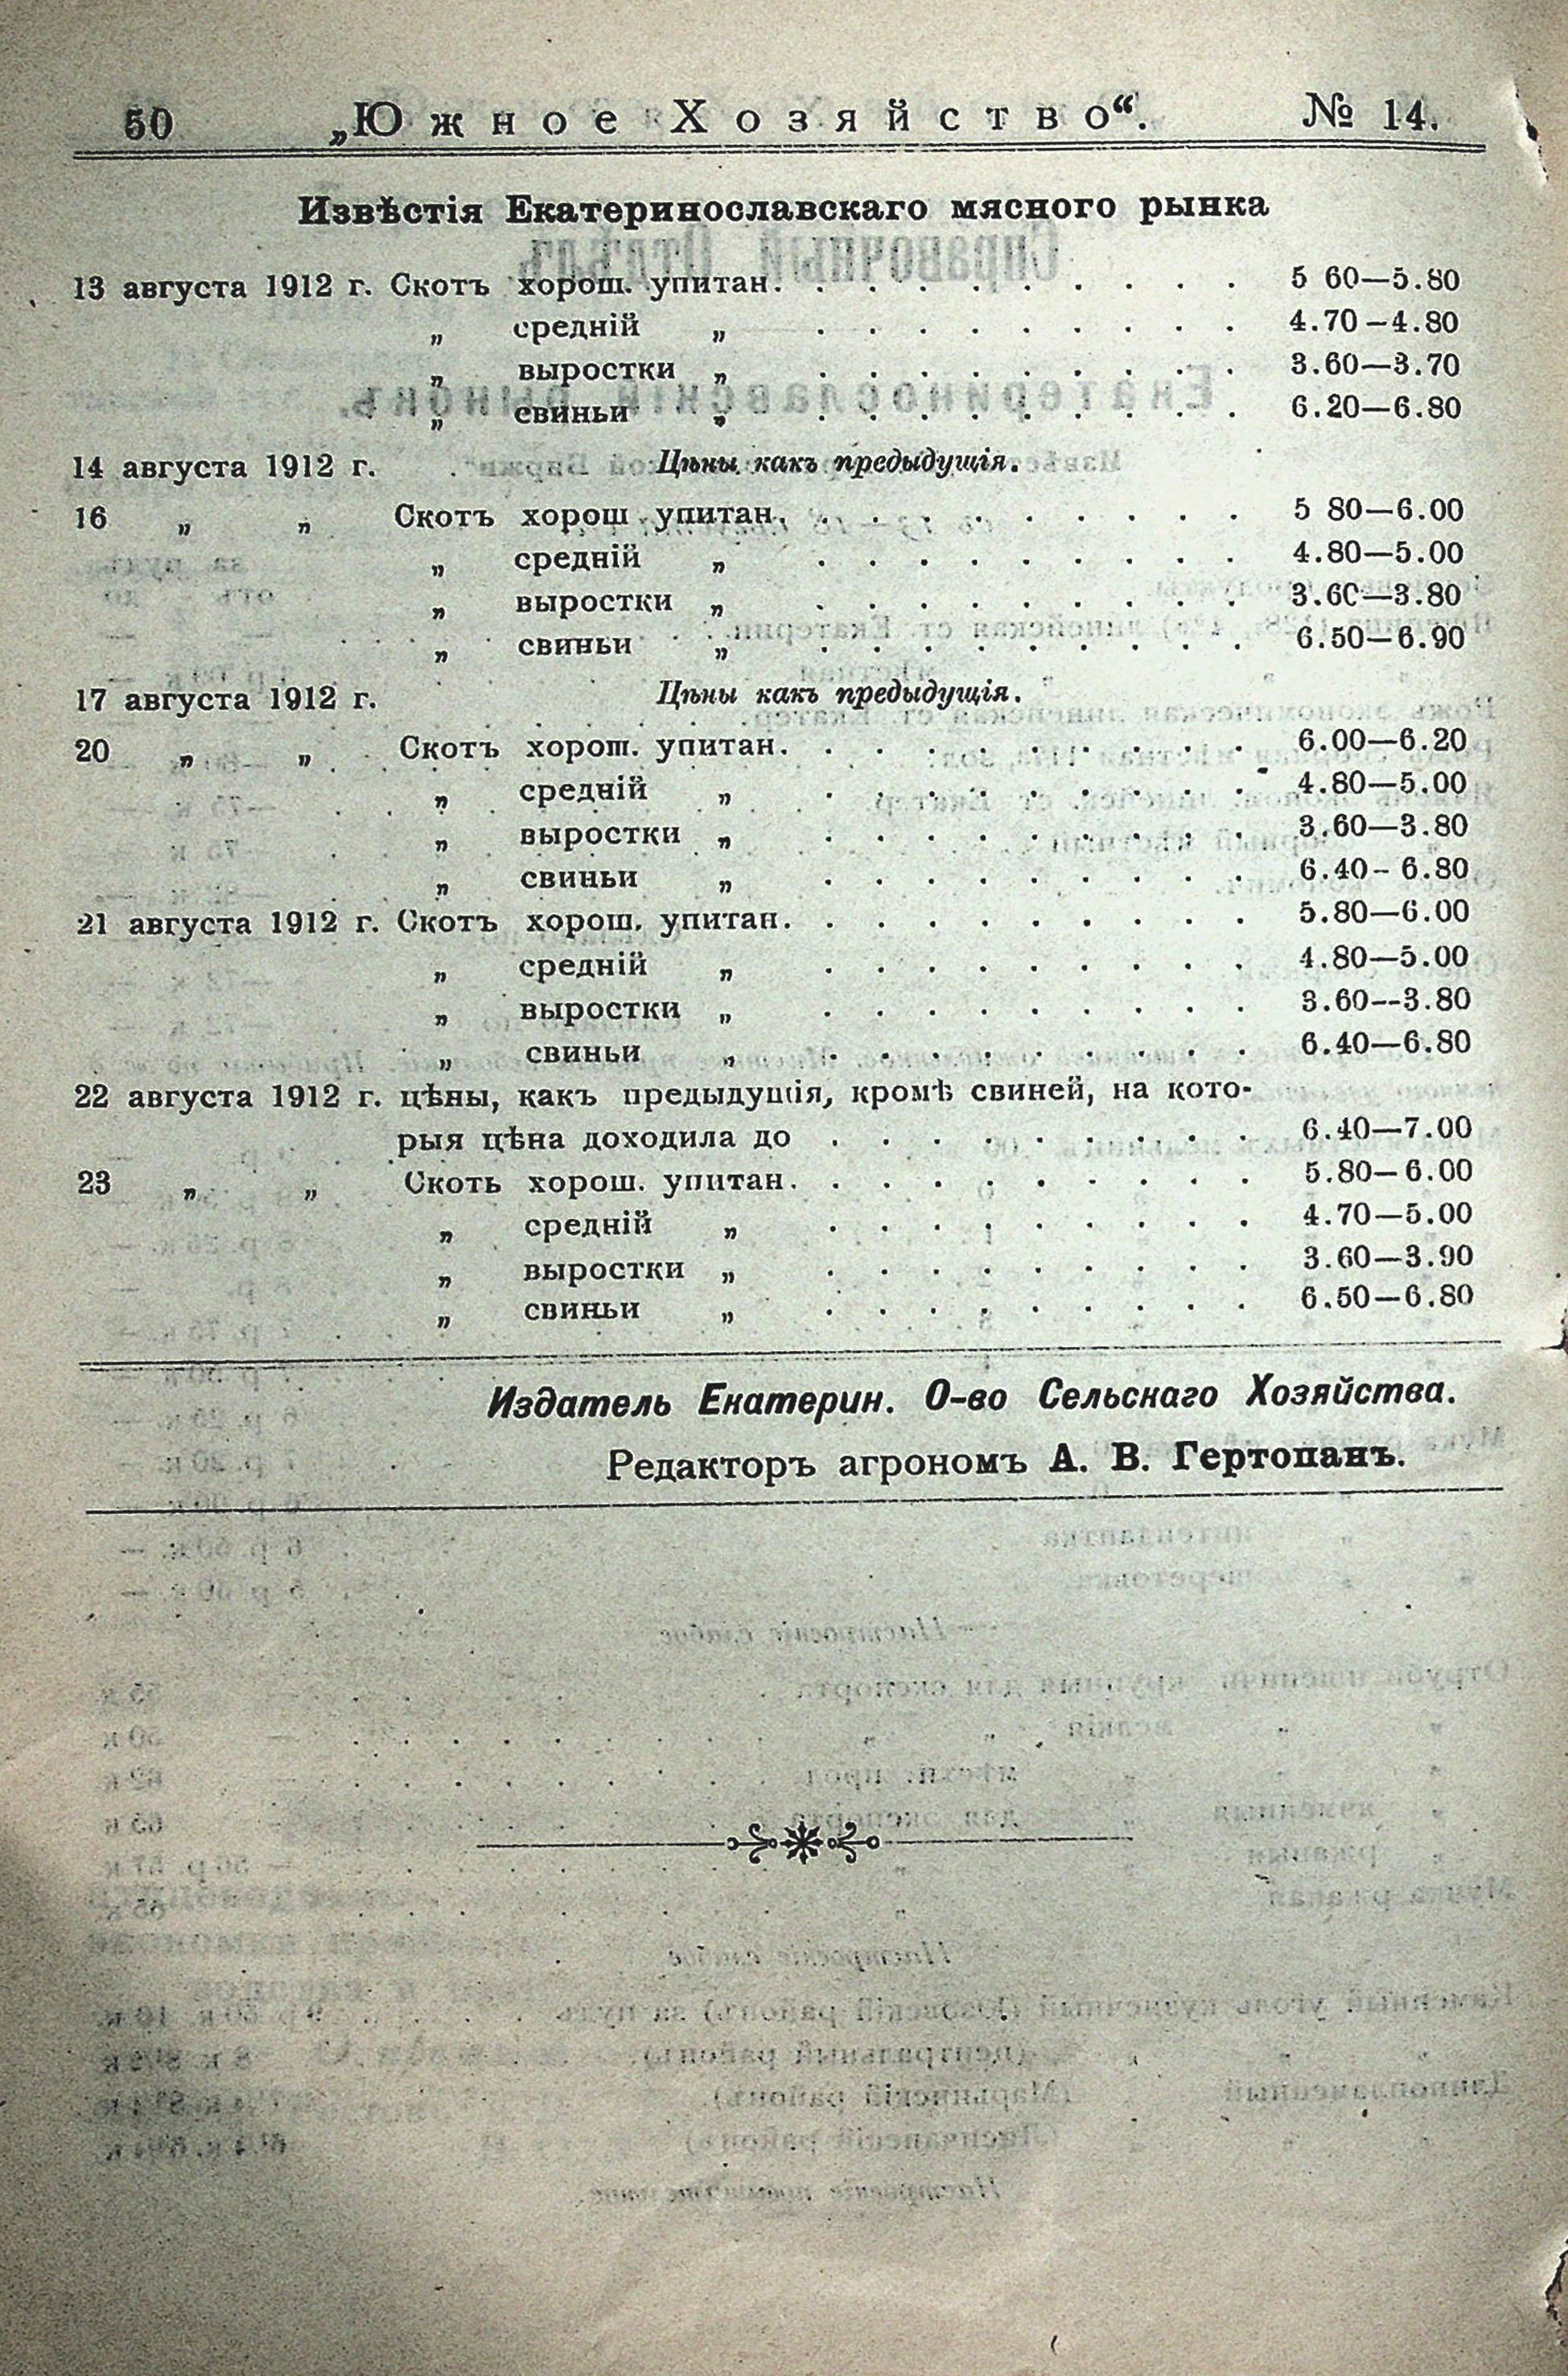 50 „Южное Хозяйство“. № 14.
Извѣстія Екатеринославскаго мясного рынка
13 августа 1912 г. Скотъ хорош. упитан. . . . . . . . . . 5 60—5.80
„ средній „ . . . . . . . . . 4.70-4.80
„ выростки „ . . . . . . . . . 3.60—3.70
„ свиньи „ . . . . . . . . . 6.20—6.80
14 августа 1912 г. Цѣны какъ предыдущія.
16 „ „ Скотъ хорош упитан. . . . . . . . . . 5 80—6.00
„ средній „ . . . . . . . . . 4.80—5.00
„ выростки „ . . . . . . . . . 3.60—3.80
„ свиньи „ . . . . . . . . . 6.50—6.90
17 августа 1912 г. Цѣны какъ предыдущія.
20 „ „ Скотъ хорош. упитан. . . . . . . . . . 6.00—6.20
„ средній „ . . . . . . . . . 4.80—5.00
„ выростки „ . . . . . . . . . 3.60—3.80
„ свиньи „ . . . . . . . . . 6.40- 6.80
21 августа 1912 г. Скотъ хорош. упитан. . . . . . . . . . 5.80—6.00
„ средній „ . . . . . . . . . 4.80—5.00
„ выростки „ . . . . . . . . . 3.60—3.80
„ свиньи „ . . . . . . . . . 6.40—6.80
22 августа 1912 г. цѣны, какъ предыдущія, кромѣ свиней, на кото-
рыя цѣна доходила до . . . . . . . . . 6.40—7.00
23 „ „ Скоть хорош. упитан. . . . . . . . . . 5.80—6.00
„ средній „ . . . . . . . . . 4.70—5.00
„ выростки „ . . . . . . . . . 3.60—3.90
„ свиньи „ . . . . . . . . . 6.50—6.80
Издатель Екатерин. О-во Сельскаго Хозяйства.
Редакторъ агрономъ А. В. Гертопанъ.